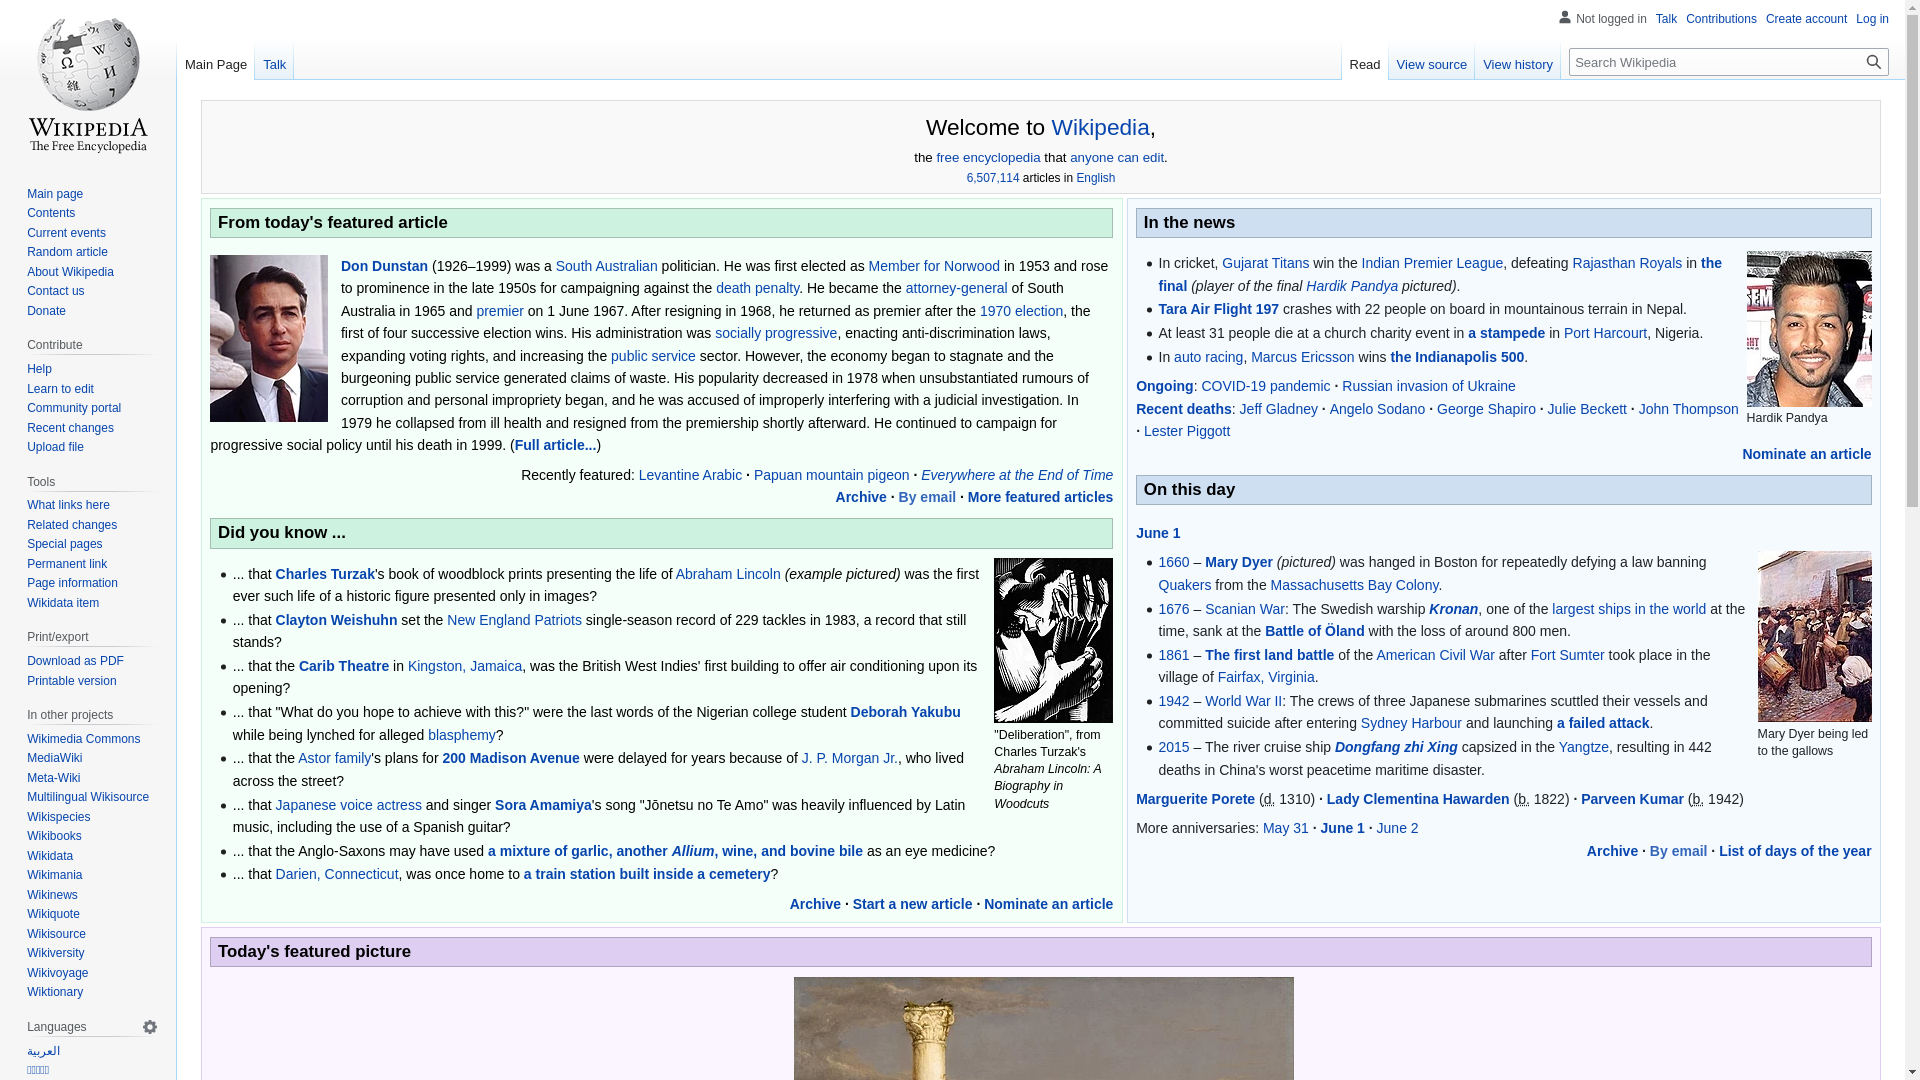 WIKIPEDIA
The Free Encyclopedia
Main page
Contents
Current events
Random article
About Wikipedia
Contact us
Donate
Contribute
Help
Learn to edit
Community portal
Recent changes
Upload file
Tools
What links here
Related changes
Special pages
Permanent link
Page information
Wikidata item
Print/export
Download as PDF
Printable version
In other projects
Wikimedia Commons
MediaWiki
Meta-Wiki
Multilingual Wikisource
Wikispecies
Wikibooks
Wikidata
Wikimania
Wikinews
Wikiquote
Wikisource
Wikiversity
Wikivoyage
Wiktionary
Languages
العربية
Not logged in Talk Contributions Create account Log in
Main Page Talk
Read View source View history Search Wikipedia
Welcome to Wikipedia,
the free encyclopedia that anyone can edit.
6,507,114 articles in English
From today's featured article
Don Dunstan (1926–1999) was a South Australian politician. He was first elected as Member for Norwood in 1953 and rose
to prominence in the late 1950s for campaigning against the death penalty. He became the attorney-general of South
Australia in 1965 and premier on 1 June 1967. After resigning in 1968, he returned as premier after the 1970 election, the
first of four successive election wins. His administration was socially progressive, enacting anti-discrimination laws,
expanding voting rights, and increasing the public service sector. However, the economy began to stagnate and the
burgeoning public service generated claims of waste. His popularity decreased in 1978 when unsubstantiated rumours of
corruption and personal impropriety began, and he was accused of improperly interfering with a judicial investigation. In
1979 he collapsed from ill health and resigned from the premiership shortly afterward. He continued to campaign for
progressive social policy until his death in 1999. (Full article...)
Recently featured: Levantine Arabic · Papuan mountain pigeon · Everywhere at the End of Time
Archive · By email · More featured articles
Did you know ...
... that Charles Turzak's book of woodblock prints presenting the life of Abraham Lincoln (example pictured) was the first
ever such life of a historic figure presented only in images?
... that Clayton Weishuhn set the New England Patriots single-season record of 229 tackles in 1983, a record that still
stands?
... that the Carib Theatre in Kingston, Jamaica, was the British West Indies' first building to offer air conditioning upon its
opening?
... that "What do you hope to achieve with this?" were the last words of the Nigerian college student Deborah Yakubu
while being lynched for alleged blasphemy?
... that the Astor family's plans for 200 Madison Avenue were delayed for years because of J. P. Morgan Jr., who lived
across the street?
... that Japanese voice actress and singer Sora Amamiya's song "Jōnetsu no Te Amo" was heavily influenced by Latin
music, including the use of a Spanish guitar?
... that the Anglo-Saxons may have used a mixture of garlic, another Allium, wine, and bovine bile as an eye medicine?
... that Darien, Connecticut, was once home to a train station built inside a cemetery?
"Deliberation", from
Charles Turzak's
Abraham Lincoln: A
Biography in
Woodcuts
Archive · Start a new article · Nominate an article
In the news
In cricket, Gujarat Titans win the Indian Premier League, defeating Rajasthan Royals in the
final (player of the final Hardik Pandya pictured).
Tara Air Flight 197 crashes with 22 people on board in mountainous terrain in Nepal.
At least 31 people die at a church charity event in a stampede in Port Harcourt, Nigeria.
In auto racing, Marcus Ericsson wins the Indianapolis 500.
Hardik Pandya
Ongoing: COVID-19 pandemic · Russian invasion of Ukraine
Recent deaths: Jeff Gladney · Angelo Sodano · George Shapiro · Julie Beckett · John Thompson
· Lester Piggott
Nominate an article
On this day
June 1
1660 – Mary Dyer (pictured) was hanged in Boston for repeatedly defying a law banning
Quakers from the Massachusetts Bay Colony.
1676 – Scanian War: The Swedish warship Kronan, one of the largest ships in the world at the
time, sank at the Battle of Öland with the loss of around 800 men.
1861 – The first land battle of the American Civil War after Fort Sumter took place in the
village of Fairfax, Virginia.
1942 – World War II: The crews of three Japanese submarines scuttled their vessels and
committed suicide after entering Sydney Harbour and launching a failed attack.
2015 – The river cruise ship Dongfang zhi Xing capsized in the Yangtze, resulting in 442
deaths in China's worst peacetime maritime disaster.
Mary Dyer being led
to the gallows
Marguerite Porete (d. 1310) · Lady Clementina Hawarden (b. 1822) · Parveen Kumar (b. 1942)
More anniversaries: May 31 · June 1 · June 2
Archive · By email · List of days of the year
Today's featured picture